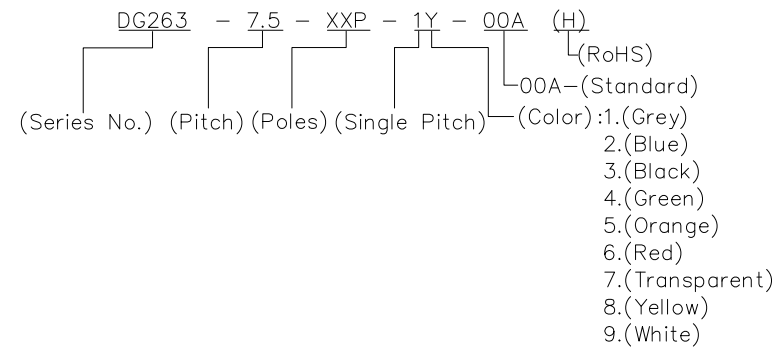 DG263 - 7.5 - XXP - 1Y - 00A (H)
(RoHS)
00A-(Standard)
(Series No.) (Pitch) (Poles) (Single Pitch) (Color):1.(Grey)
2.(Blue)
3.(Black)
4.(Green)
5.(Orange)
6.(Red)
7.(Transparent)
8.(Yellow)
9.(White)